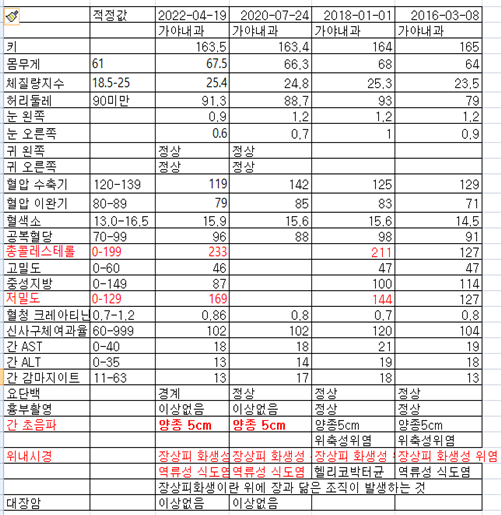 적정값 2022-04-19 2020-07-24 2018-01-01 2016-03-08
가야내과 가야내과 가야내과 가야내과
키 163.5 163.4 164 165
몸무게 61 67.5 66.3 68 64
체질량지수 18.5-25 25.4 24.8 25.3 23.5
허리둘레 90미만 91.3 88.7 93 79
눈 왼쪽 0.9 1.2 1.2 1.2
눈 오른쪽 0.6 0.7 1 0.9
귀 왼쪽 정상 정상
귀 오른쪽 정상 정상
혈압 수축기 120-139 119 142 125 129
혈압 이완기 80-89 79 85 83 71
혈색소 13.0-16.5 15.9 15.6 15.6 14.5
공복혈당 70-99 96 88 98 91
총콜레스테롤 0-199 233 211 127
고밀도 0-60 46 47 47
중성지방 0-149 87 100 114
저밀도 0-129 169 144 127
혈청 크레아티닌 0.7-1.2 0.86 0.8 0.7 0.8
신사구체여과율 60-999 102 102 120 104
간 AST 0-40 18 18 21 19
간 ALT 0-35 13 14 19 18
간 감마지이트 11-63 13 17 18 13
요단백 경계 정상 정상 정상
흉부촬영 이상없음 이상없음 정상 정상
간 초음파 양종 5cm 양종 5cm 양종5cm 양종5cm
위축성위염
위내시경 장상피 화생성 장상피 화생성 장상피 화생성 장상피 화생성 위염
역류성 식도염 역류성 식도염 헬리코박터균 역류성 식도염
장상피화생이란 위에 장과 닮은 조직이 발생하는 것
대장암 이상없음 이상없음